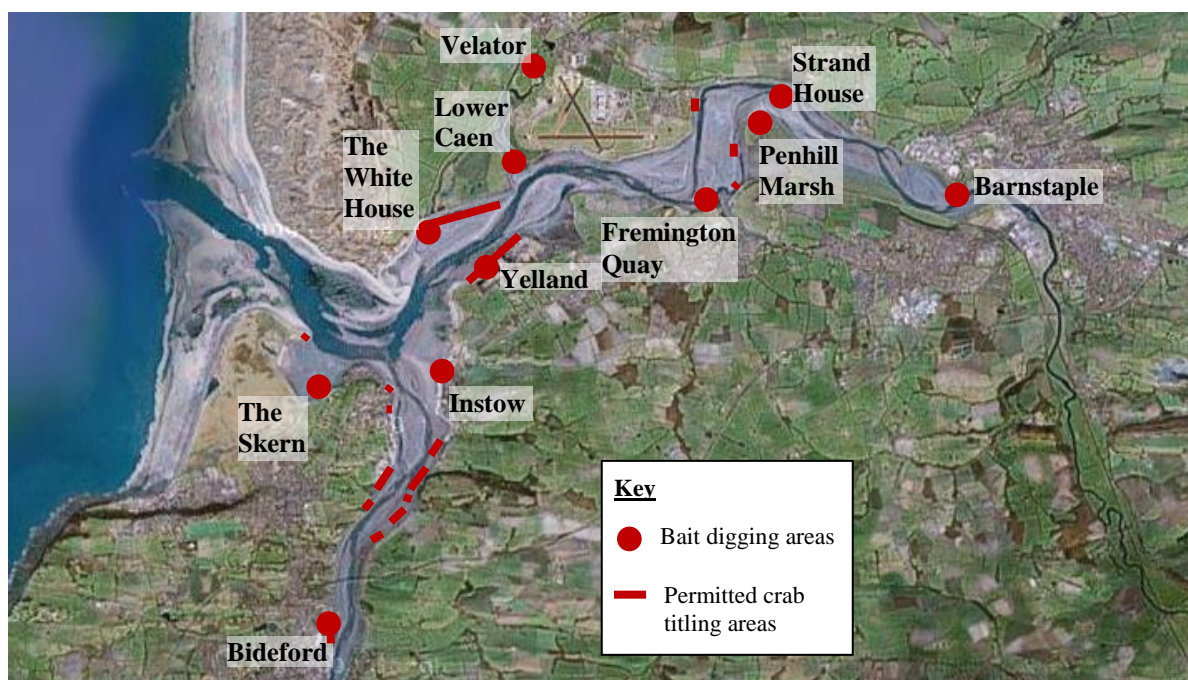 Velator
Strand
House
Lower
Caen
The
White
House
Penhill
Marsh
Barnstaple
Fremington
Quay
Yelland
The
Skern
Instow
Bideford
Key
Bait digging areas
Permitted crab
titling areas